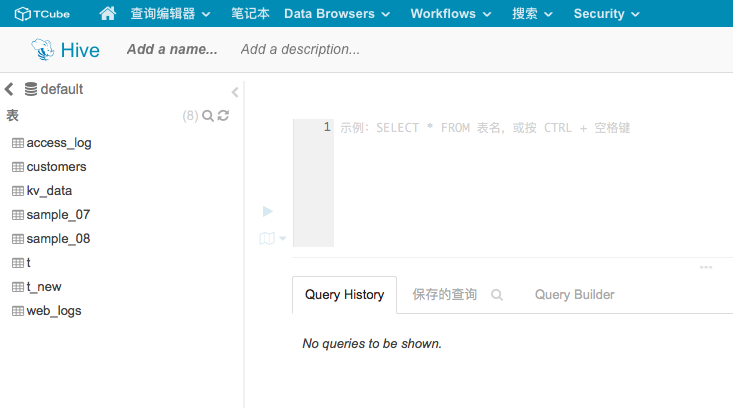 TCube 查询编辑器 笔记本 Data Browsers Workflows 搜索 Security
Hive Add a name... Add a description...
default
表 (8)
access_log
customers
kv_data
sample_07
sample_08
t
t_new
web_logs
1 示例: SELECT * FROM 表名, 或按 CTRL + 空格键
Query History 保存的查询 Query Builder
No queries to be shown.